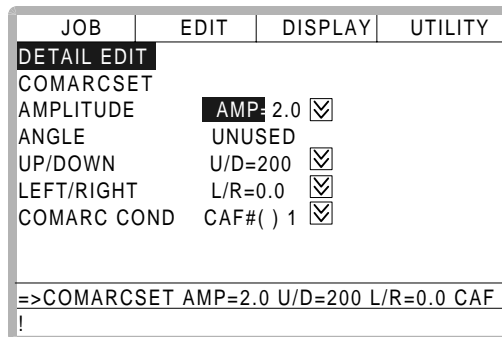 JOB EDIT DISPLAY UTILITY
DETAIL EDIT
COMARCSET
AMPLITUDE AMP= 2.0
ANGLE UNUSED
UP/DOWN U/D=200
LEFT/RIGHT L/R=0.0
COMARC COND CAF#( ) 1
=>COMARCSET AMP=2.0 U/D=200 L/R=0.0 CAF
!